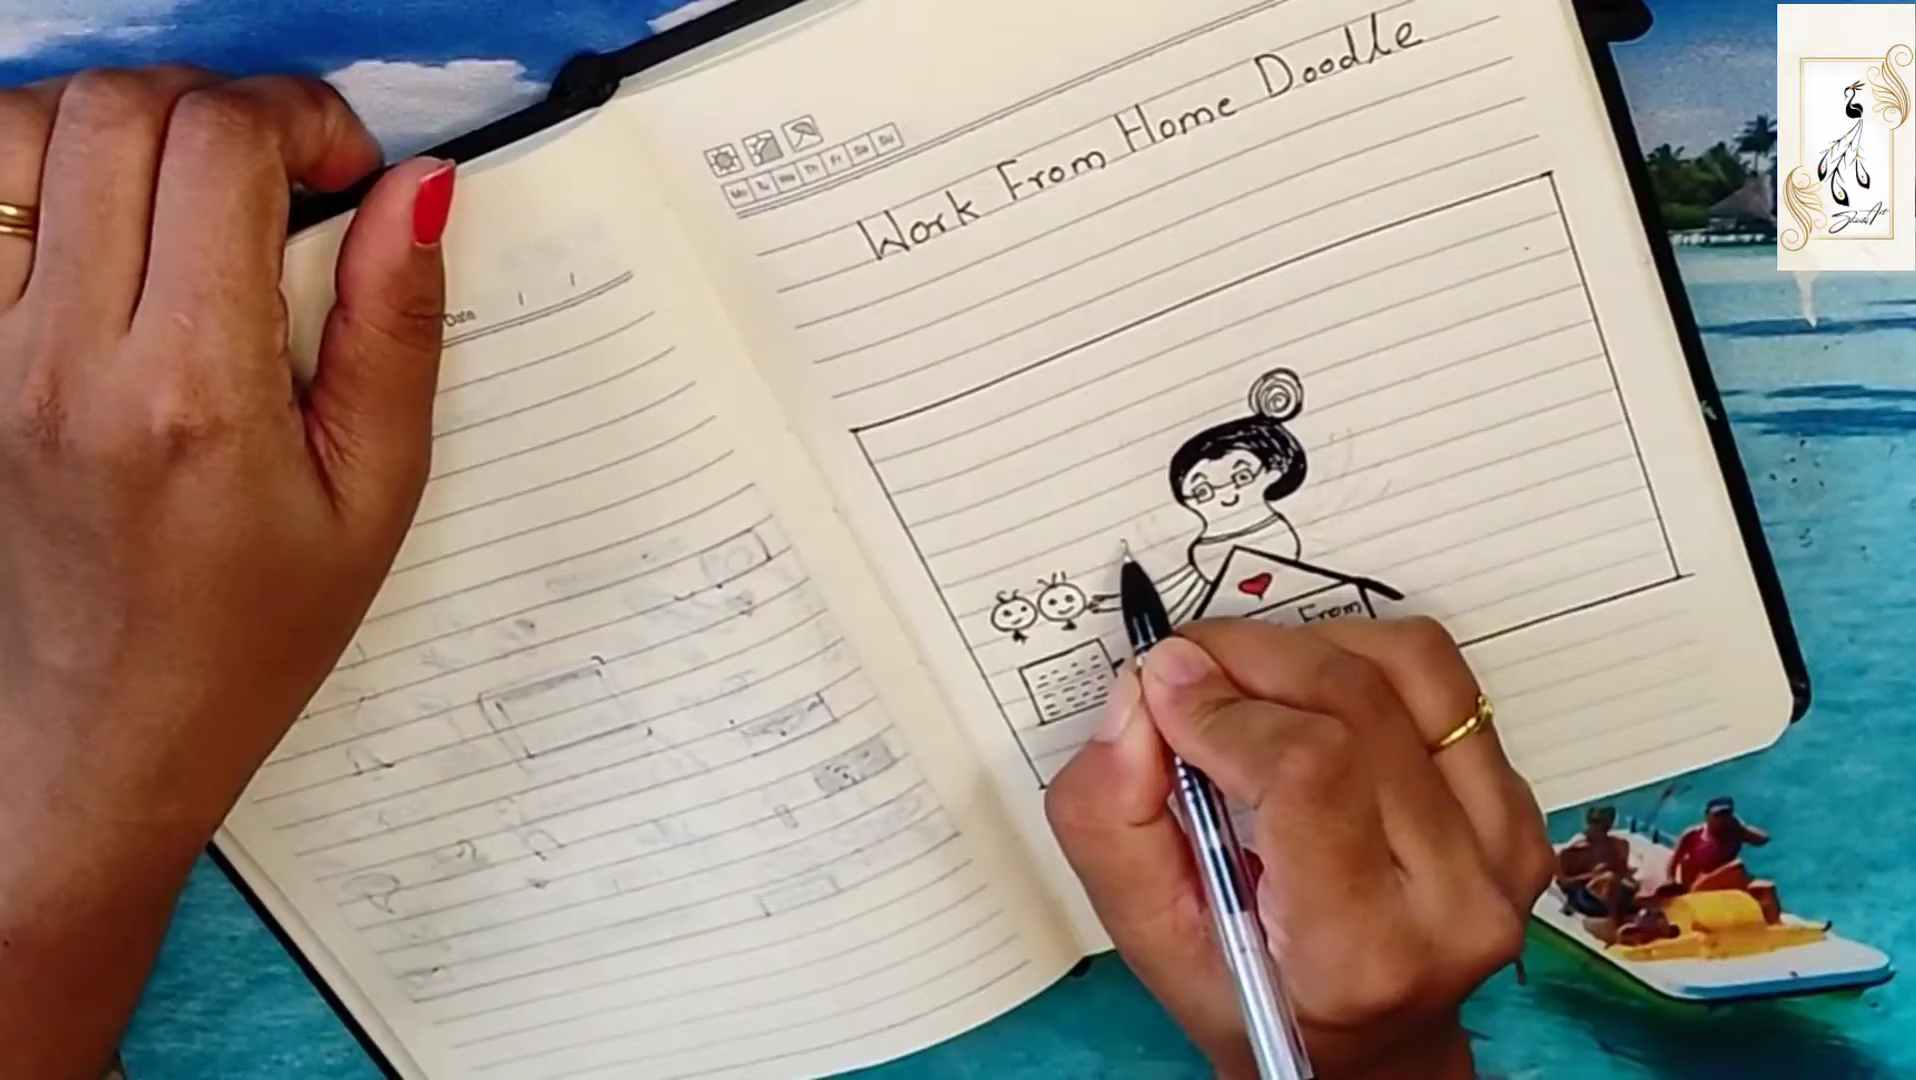 Work From Home Doodle
Mo Tu We Th Fr Sa Su
Date
From